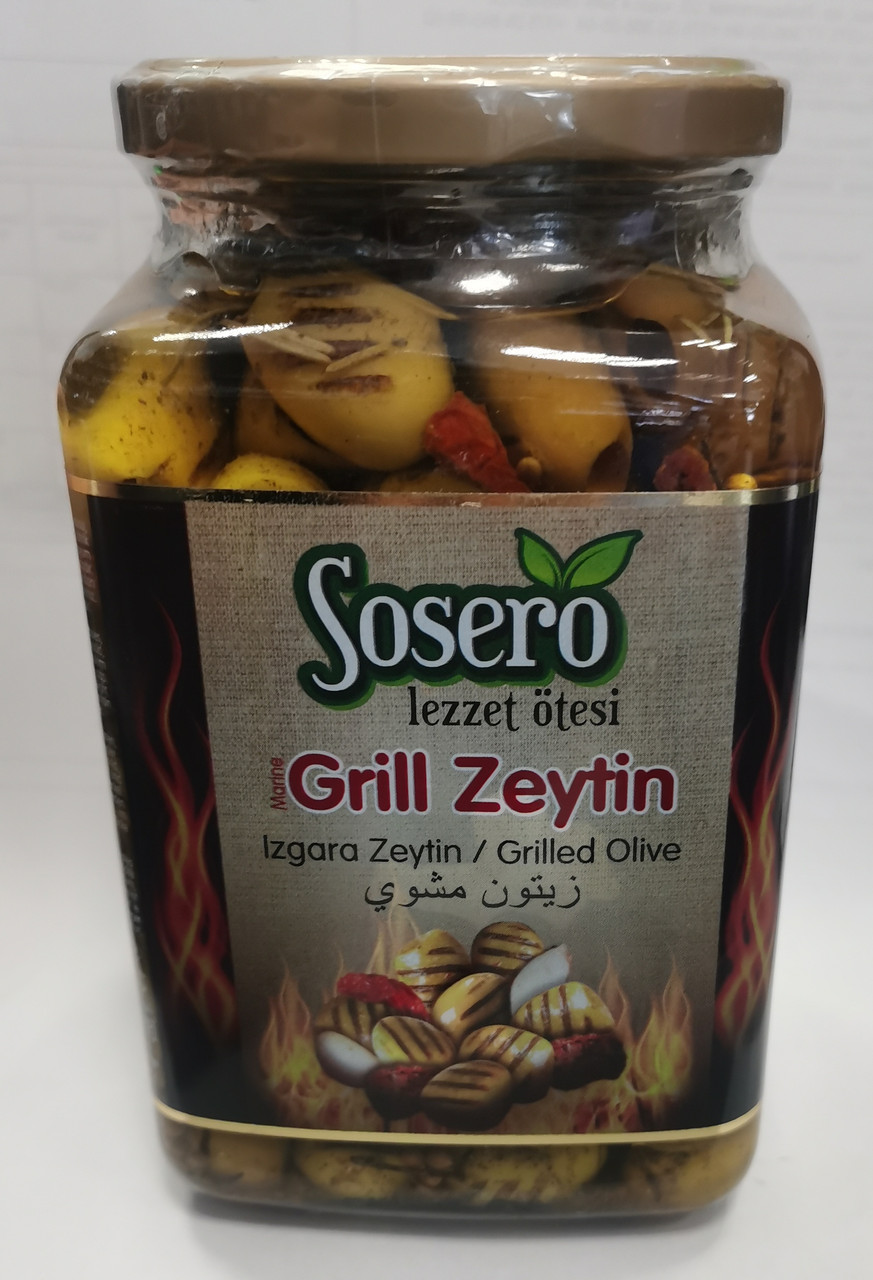 Sosero
lezzet ötesi
Marine
Grill Zeytin
Izgara Zeytin / Grilled Olive
زيتون مشوي